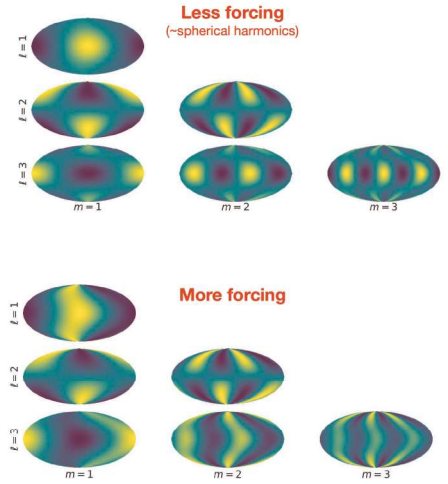 Less forcing
(~spherical harmonics)
ℓ = 1
ℓ = 2
ℓ = 3
m = 1
m = 2
m = 3
More forcing
ℓ = 1
ℓ = 2
ℓ = 3
m = 1
m = 2
m = 3